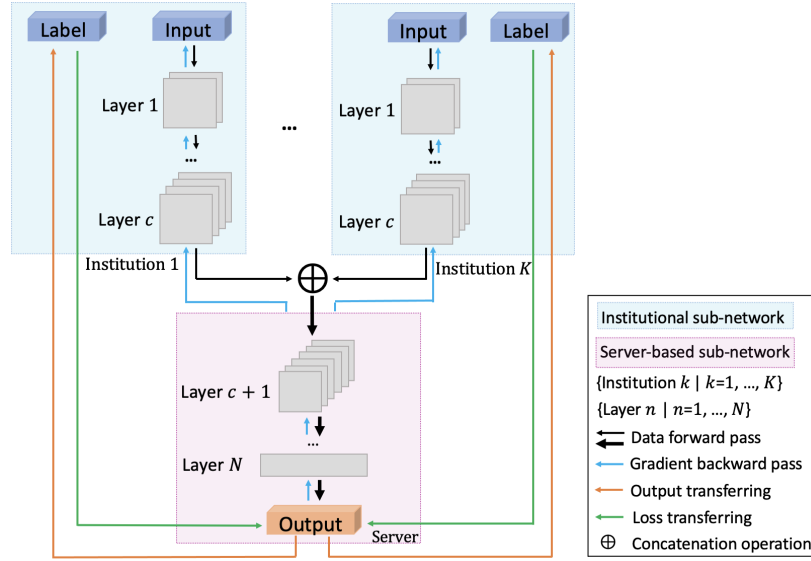 Label
Input
Input
Label
Layer 1
Layer 1
...
...
...
Layer c
Layer c
Institution 1
Institution K
Layer c + 1
...
Layer N
Output
Server
Institutional sub-network
Server-based sub-network
{Institution k | k=1, ..., K}
{Layer n | n=1, ..., N}
Data forward pass
Gradient backward pass
Output transferring
Loss transferring
⊕ Concatenation operation